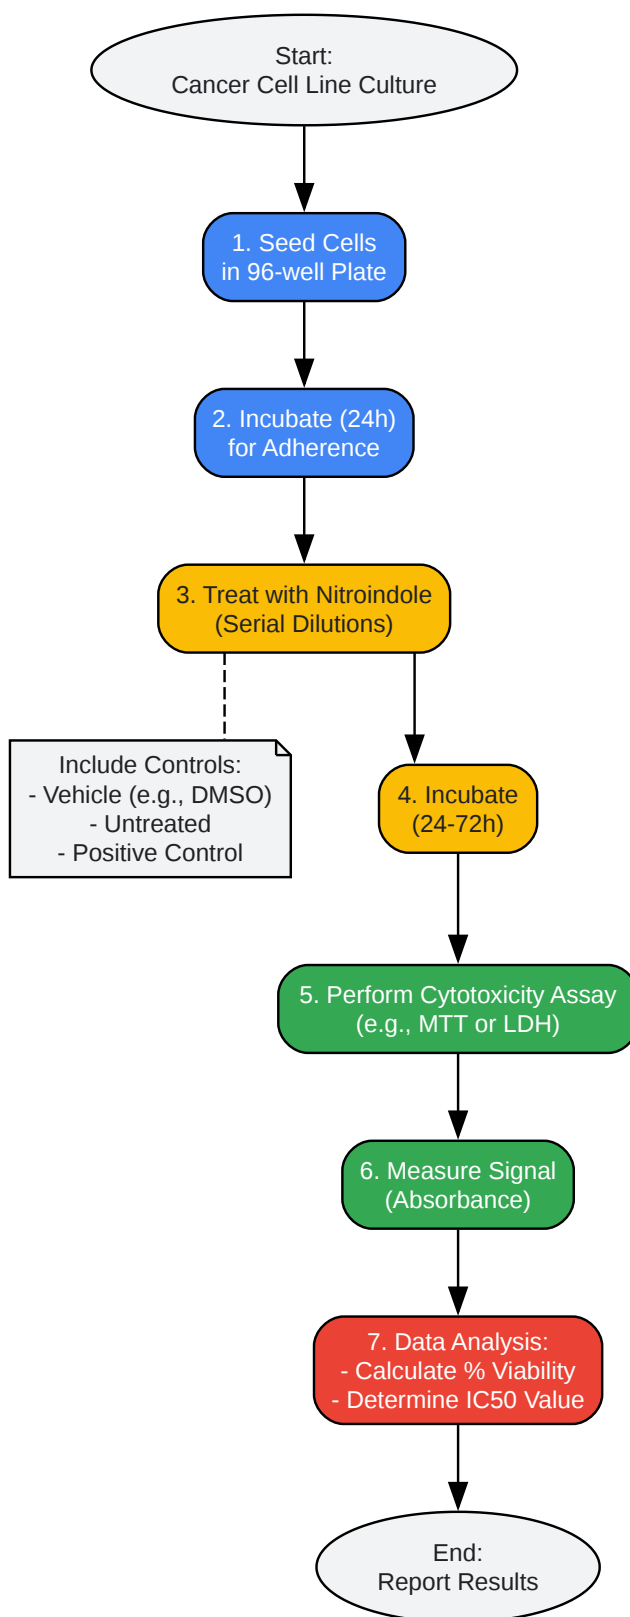 Start:
Cancer Cell Line Culture
1. Seed Cells
in 96-well Plate
2. Incubate (24h)
for Adherence
3. Treat with Nitroindole
(Serial Dilutions)
Include Controls:
- Vehicle (e.g., DMSO)
- Untreated
- Positive Control
4. Incubate
(24-72h)
5. Perform Cytotoxicity Assay
(e.g., MTT or LDH)
6. Measure Signal
(Absorbance)
7. Data Analysis:
- Calculate % Viability
- Determine IC50 Value
End:
Report Results